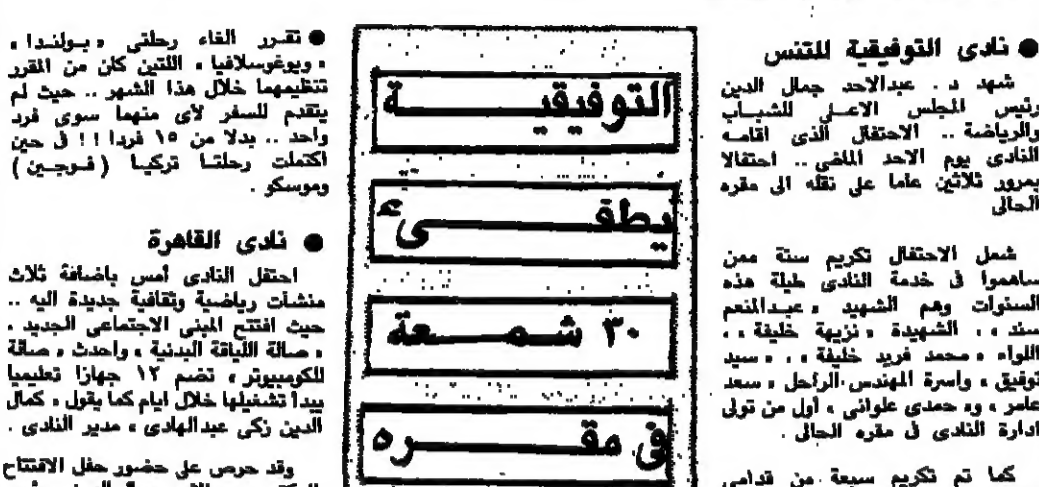 ● نادى التوفيقية للتنس
شهد د . عبدالاحد جمال الدين
رئيس المجلس الاعلى للشباب
والرياضة .. الاحتفال الذى اقامه
النادى يوم الاحد الماضى .. احتفالا
بمرور ثلاثين عاما على نقله الى مقره
الحالى
شمل الاحتفال تكريم ستة ممن
ساهموا فى خدمة النادى طيلة هذه
السنوات وهم الشهيد « عبدالمنعم
سند » ، الشهيدة « نزيهة خليفة » ،
اللواء « محمد فريد خليفة » ، « سيد
توفيق » واسرة المهندس الراحل « سعد
عامر » و« حمدى علوانى » أول من تولى
ادارة النادى فى مقره الحالى .
كما تم تكريم سبعة من قدامى
التوفيقية
يطفىء
٣٠ شمعة
فى مقره
● تقرر الغاء رحلتى « بولندا »
« ويوغوسلافيا » اللتين كان من المقرر
تنظيمهما خلال هذا الشهر .. حيث لم
يتقدم للسفر لأى منهما سوى فرد
واحد .. بدلا من ١٥ فردا ! ! فى حين
اكتملت رحلتا تركيا ( فوجين )
وموسكو .
● نادى القاهرة
احتفل النادى أمس باضافة ثلاث
منشآت رياضية وثقافية جديدة اليه ..
حيث افتتح المبنى الاجتماعى الجديد ،
« صالة اللياقة البدنية » واحدث « صالة
للكومبيوتر » تضم ١٢ جهازا تعليميا
يبدأ تشغيلها خلال ايام كما يقول « كمال
الدين زكى عبدالهادى » مدير النادى .
وقد حرص على حضور حفل الافتتاح